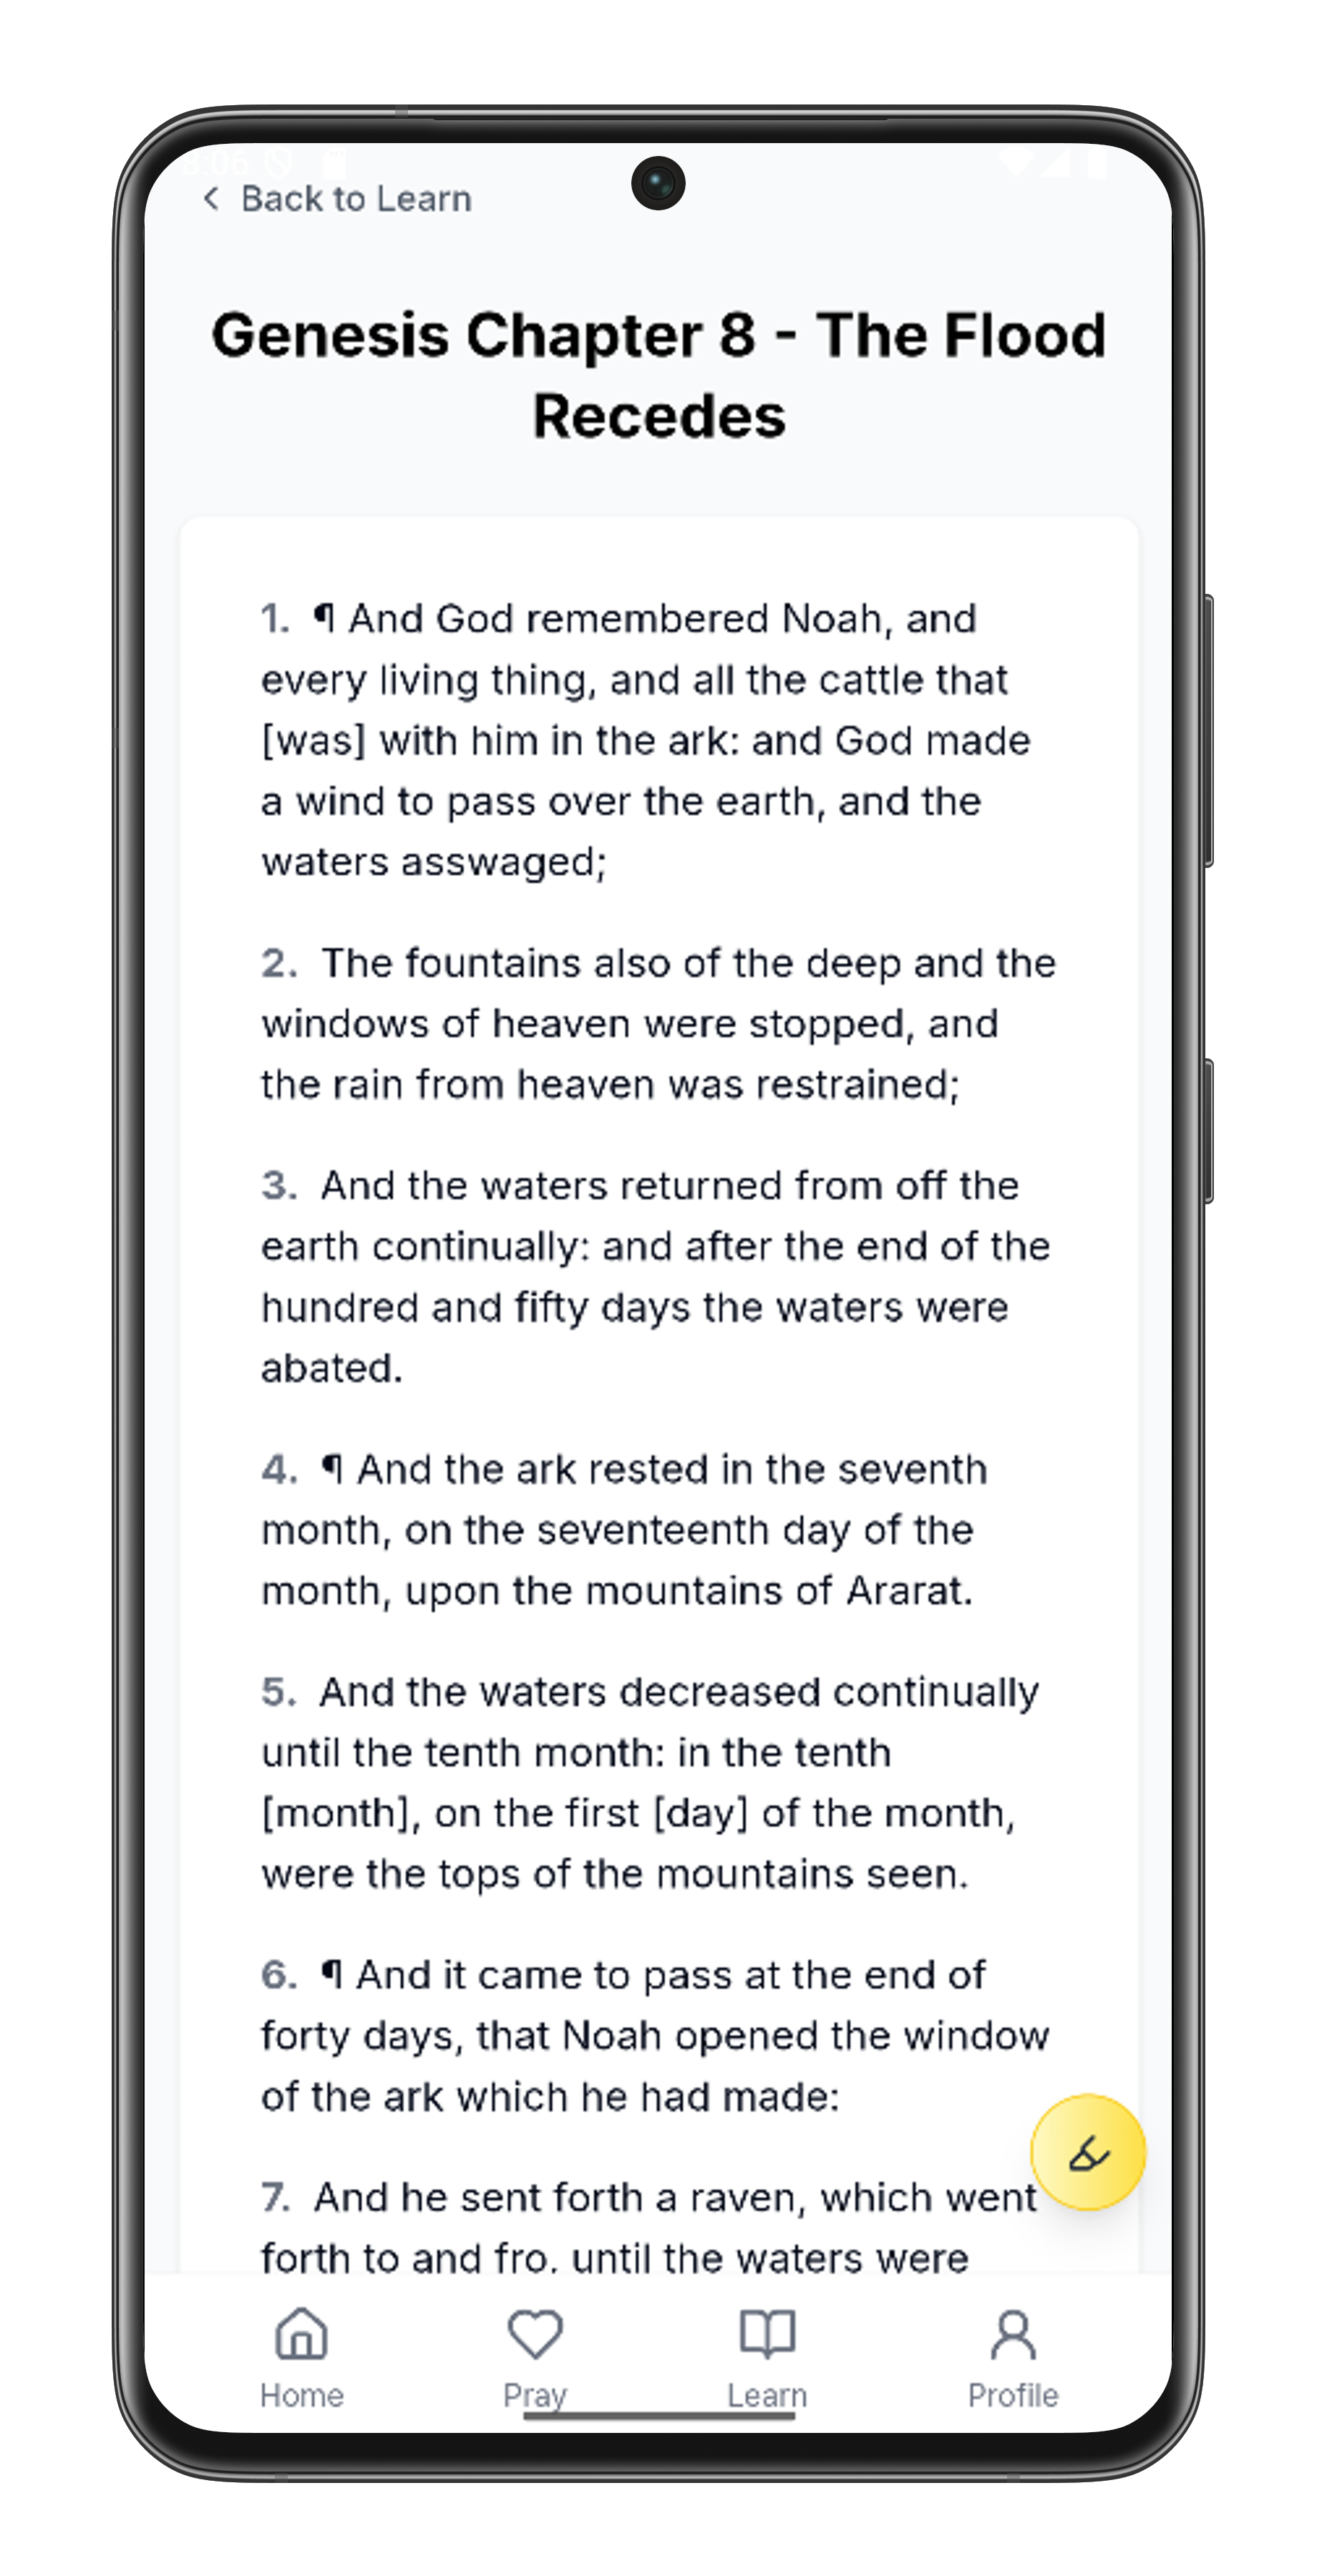 8:06
Back to Learn
Genesis Chapter 8 - The Flood
Recedes
1. ¶ And God remembered Noah, and
every living thing, and all the cattle that
[was] with him in the ark: and God made
a wind to pass over the earth, and the
waters asswaged;
2. The fountains also of the deep and the
windows of heaven were stopped, and
the rain from heaven was restrained;
3. And the waters returned from off the
earth continually: and after the end of the
hundred and fifty days the waters were
abated.
4. ¶ And the ark rested in the seventh
month, on the seventeenth day of the
month, upon the mountains of Ararat.
5. And the waters decreased continually
until the tenth month: in the tenth
[month], on the first [day] of the month,
were the tops of the mountains seen.
6. ¶ And it came to pass at the end of
forty days, that Noah opened the window
of the ark which he had made:
7. And he sent forth a raven, which went
forth to and fro, until the waters were
Home Pray Learn Profile